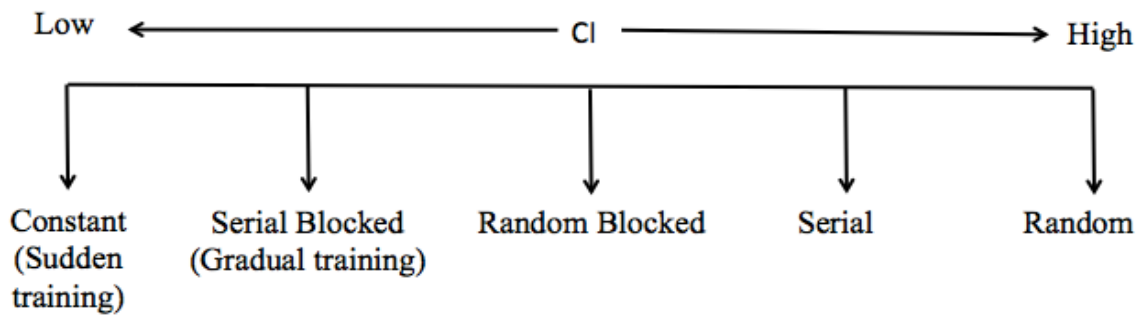 Low CI High
Constant Serial Blocked Random Blocked Serial Random
(Sudden (Gradual training)
training)